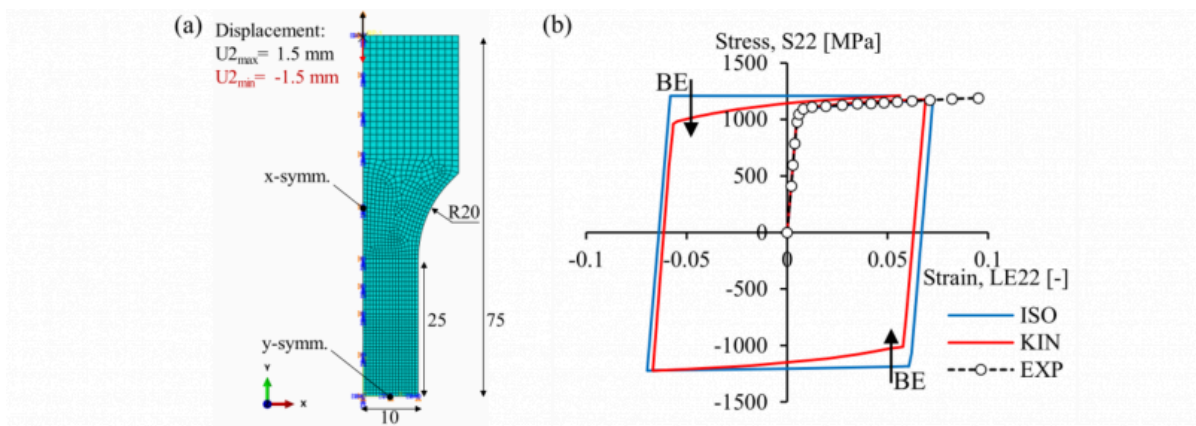 (a)
Displacement:
U2max= 1.5 mm
U2min= -1.5 mm
x-symm.
R20
25
75
y-symm.
10
Y
X
(b)
Stress, S22 [MPa]
1500
1000
500
0
-500
-1000
-1500
-0.1
-0.05
0
0.05
0.1
BE
Strain, LE22 [-]
ISO
KIN
EXP
BE